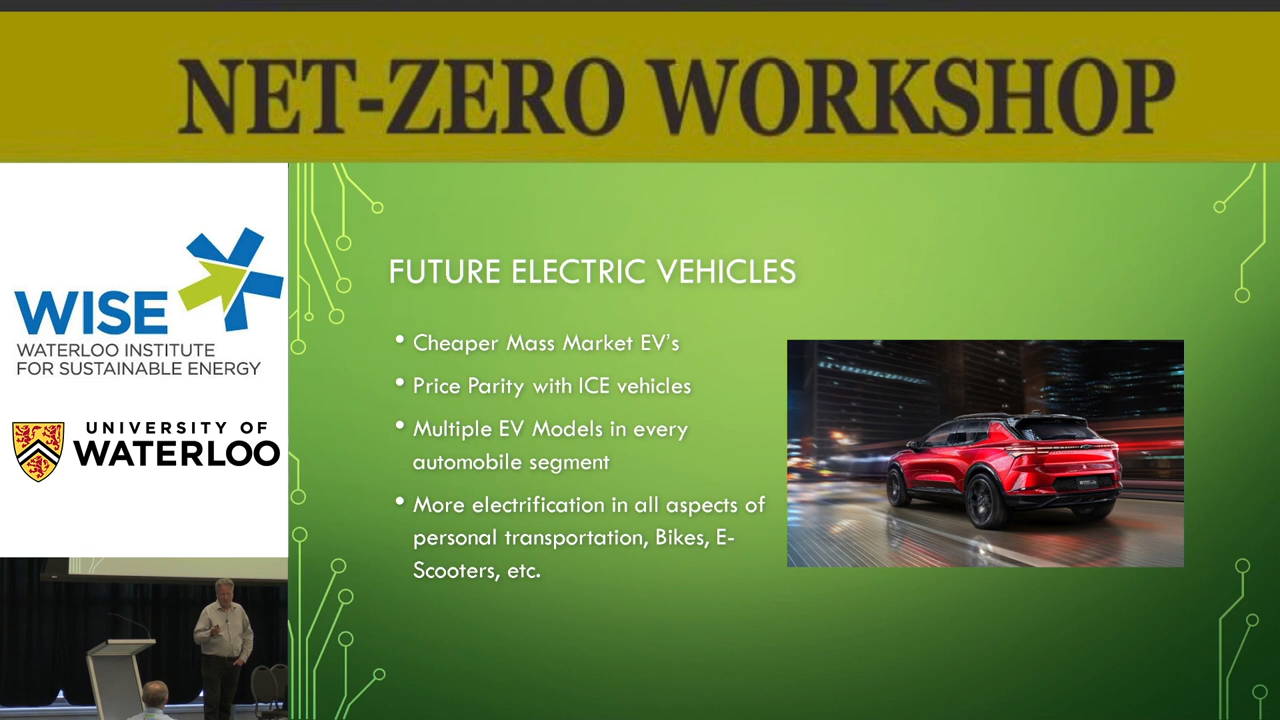 NET-ZERO WORKSHOP
WISE
WATERLOO INSTITUTE
FOR SUSTAINABLE ENERGY
UNIVERSITY OF
WATERLOO
FUTURE ELECTRIC VEHICLES
• Cheaper Mass Market EV's
• Price Parity with ICE vehicles
• Multiple EV Models in every
automobile segment
• More electrification in all aspects of
personal transportation, Bikes, E-
Scooters, etc.